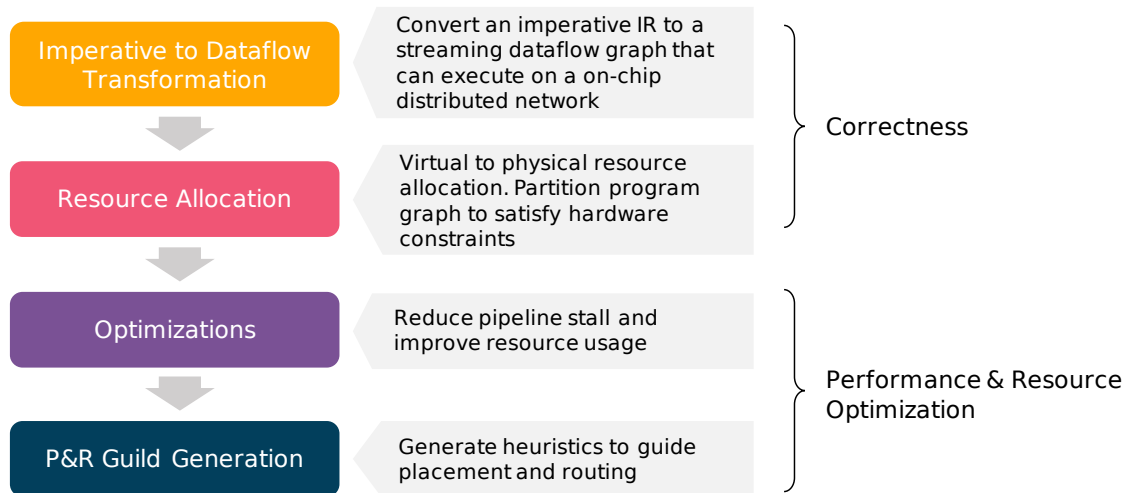 Imperative to Dataflow
Transformation
Convert an imperative IR to a
streaming dataflow graph that
can execute on a on-chip
distributed network
Correctness
Resource Allocation
Virtual to physical resource
allocation. Partition program
graph to satisfy hardware
constraints
Optimizations
Reduce pipeline stall and
improve resource usage
Performance & Resource
Optimization
P&R Guild Generation
Generate heuristics to guide
placement and routing